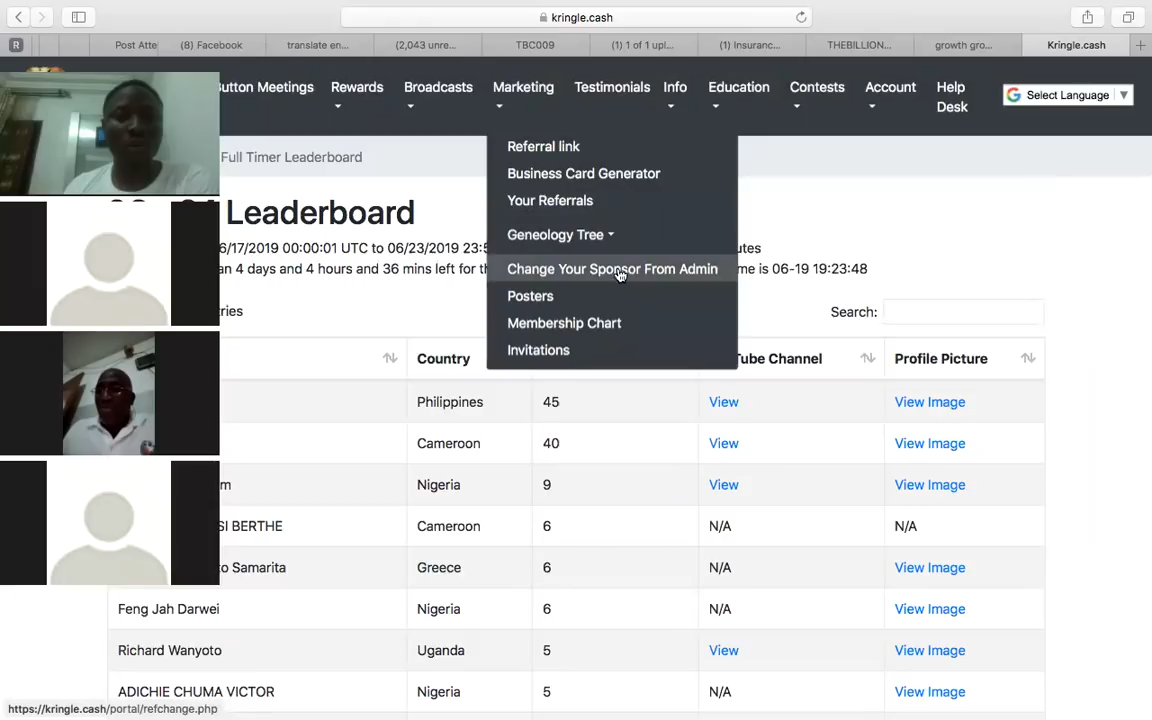 kringle.cash
R
Post Atte
(8) Facebook
translate en...
(2,043 unre...
TBC009
(1) 1 of 1 upl...
(1) Insuranc...
THEBILLION...
growth gro...
Kringle.cash
utton Meetings
Rewards
Broadcasts
Marketing
Testimonials
Info
Education
Contests
Account
Help Desk
G Select Language
Full Timer Leaderboard
Referral link
Business Card Generator
Your Referrals
Geneology Tree
Change Your Sponsor From Admin
Posters
Membership Chart
Invitations
Leaderboard
6/17/2019 00:00:01 UTC to 06/23/2019 23:5 utes
an 4 days and 4 hours and 36 mins left for th me is 06-19 19:23:48
tries
Search:
Country Tube Channel Profile Picture
Philippines 45 View View Image
Cameroon 40 View View Image
m Nigeria 9 View View Image
SI BERTHE Cameroon 6 N/A N/A
to Samarita Greece 6 N/A View Image
Feng Jah Darwei Nigeria 6 N/A View Image
Richard Wanyoto Uganda 5 View View Image
ADICHIE CHUMA VICTOR Nigeria 5 N/A View Image
https://kringle.cash/portal/refchange.php